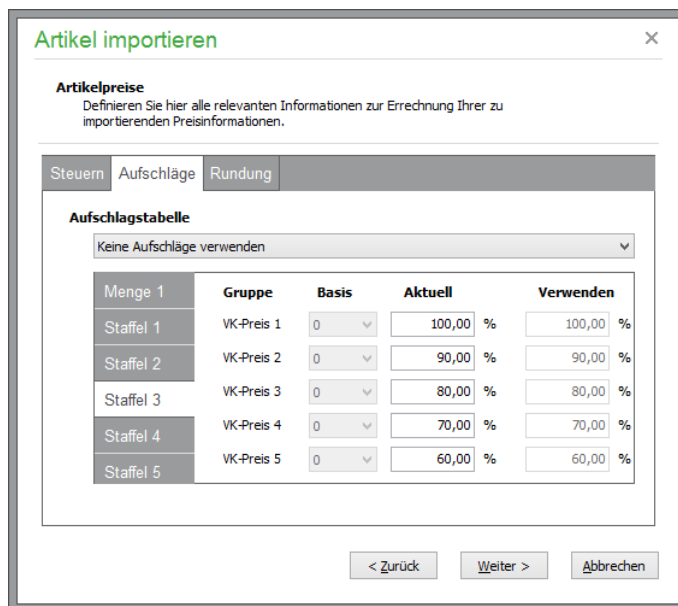 Artikel importieren
Artikelpreise
Definieren Sie hier alle relevanten Informationen zur Errechnung Ihrer zu
importierenden Preisinformationen.
Steuern Aufschläge Rundung
Aufschlagstabelle
Keine Aufschläge verwenden
Menge 1 Gruppe Basis Aktuell Verwenden
Staffel 1 VK-Preis 1 0 100,00 % 100,00 %
Staffel 2 VK-Preis 2 0 90,00 % 90,00 %
Staffel 3 VK-Preis 3 0 80,00 % 80,00 %
Staffel 4 VK-Preis 4 0 70,00 % 70,00 %
Staffel 5 VK-Preis 5 0 60,00 % 60,00 %
< Zurück Weiter > Abbrechen